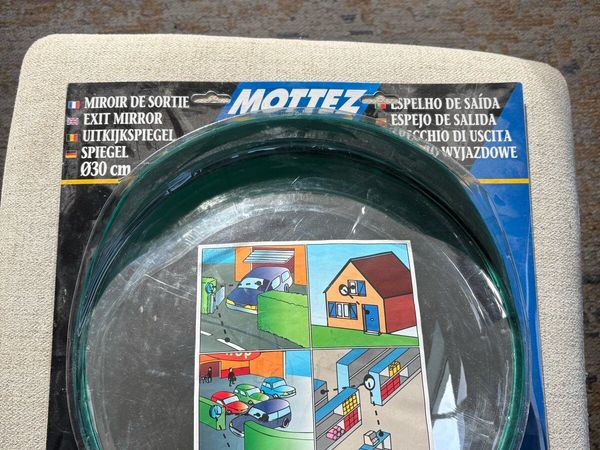 MOTTEZ
MIROIR DE SORTIE
EXIT MIRROR
UITKIJKSPIEGEL
SPIEGEL
Ø30 cm
ESPELHO DE SAÍDA
ESPEJO DE SALIDA
SPECCHIO DI USCITA
WYJAZDOWE